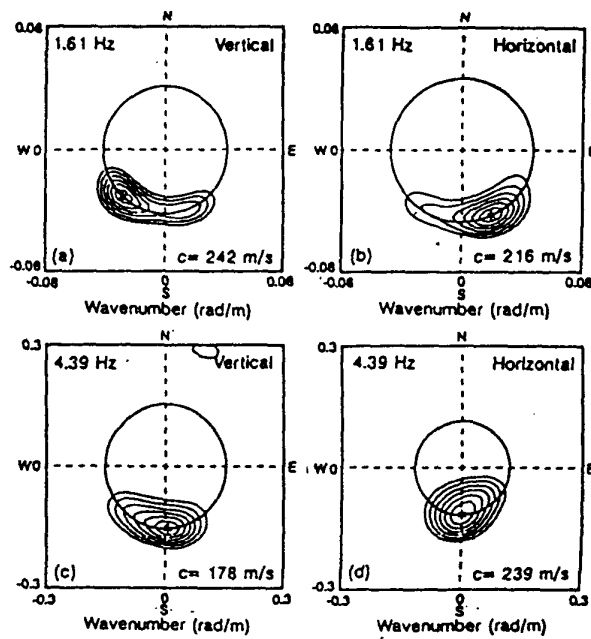 N N
0.08 0.08
1.61 Hz Vertical 1.61 Hz Horizontal
W 0 E W 0 E
(a) c= 242 m/s (b) c= 216 m/s
-0.08 -0.08
-0.08 0 0.08 -0.08 0 0.08
S S
Wavenumber (rad/m) Wavenumber (rad/m)
N N
0.3 0.3
4.39 Hz Vertical 4.39 Hz Horizontal
W0 E W0 E
(c) c= 178 m/s (d) c= 239 m/s
-0.3 -0.3
-0.3 0 0.3 -0.3 0 0.3
S S
Wavenumber (rad/m) Wavenumber (rad/m)